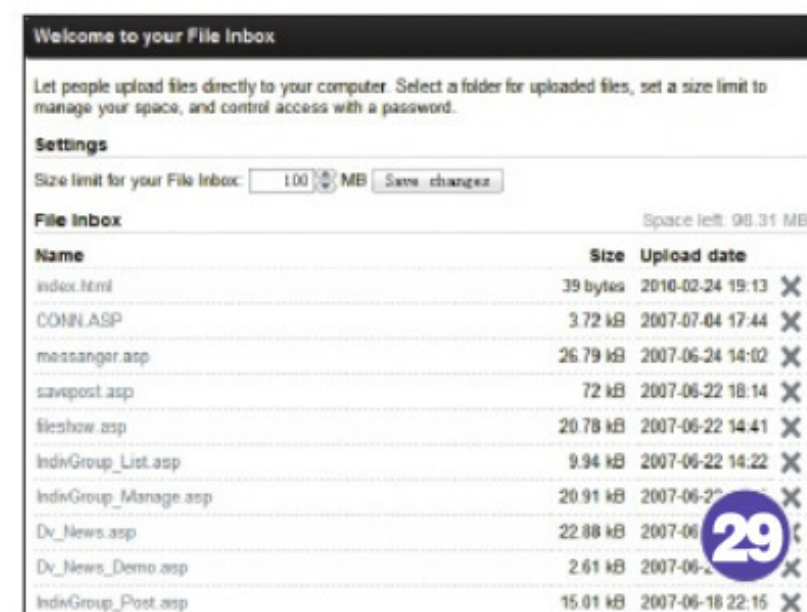 Welcome to your File Inbox
Let people upload files directly to your computer. Select a folder for uploaded files, set a size limit to
manage your space, and control access with a password.
Settings
Size limit for your File Inbox: 100 MB Save changes
File Inbox Space left: 98.31 MB
Name Size Upload date
index.html 39 bytes 2010-02-24 19:13
CONN.ASP 3.72 kB 2007-07-04 17:44
messanger.asp 26.79 kB 2007-06-24 14:02
savepost.asp 72 kB 2007-06-22 18:14
fileshow.asp 20.78 kB 2007-06-22 14:41
IndivGroup_List.asp 9.94 kB 2007-06-22 14:22
IndivGroup_Manage.asp 20.91 kB 2007-06-2
Dv_News.asp 22.88 kB 2007-06
29
Dv_News_Demo.asp 2.61 kB 2007-06-
IndivGroup_Post.asp 15.01 kB 2007-06-18 22:15